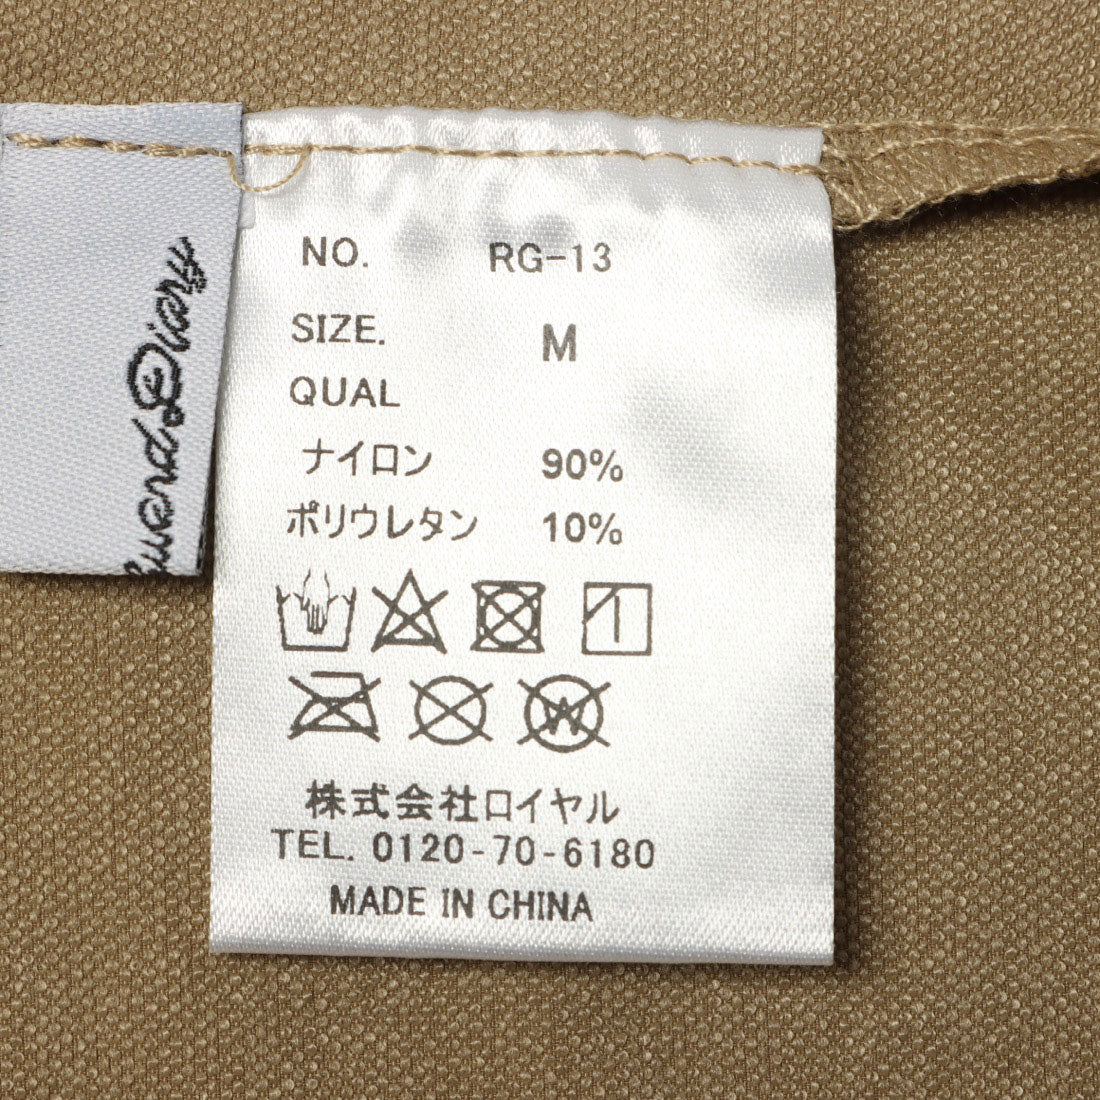 NO. RG-13
SIZE. M
QUAL
ナイロン 90%
ポリウレタン 10%
株式会社ロイヤル
TEL. 0120-70-6180
MADE IN CHINA
Diary